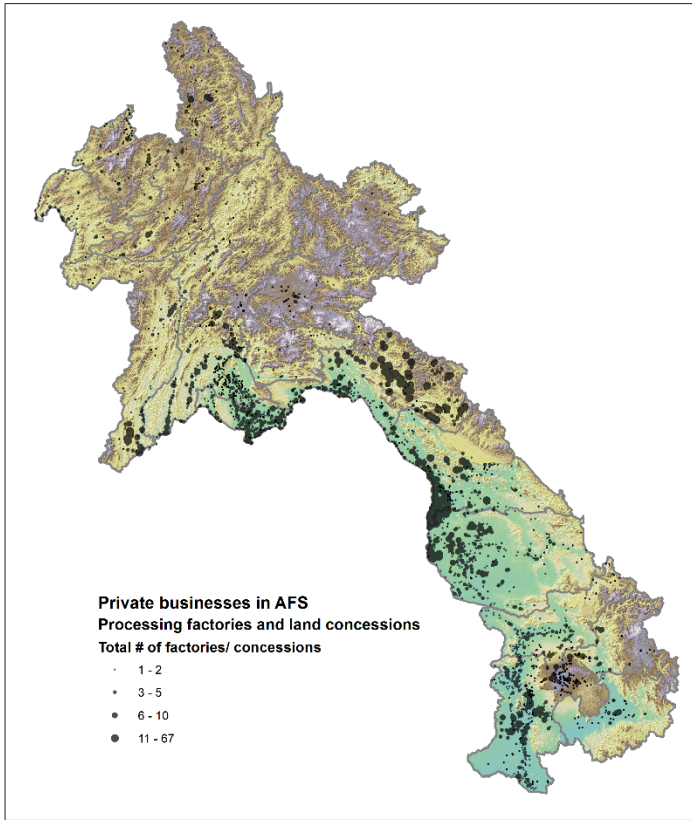 Private businesses in AFS
Processing factories and land concessions
Total # of factories/ concessions
1 - 2
3 - 5
6 - 10
11 - 67